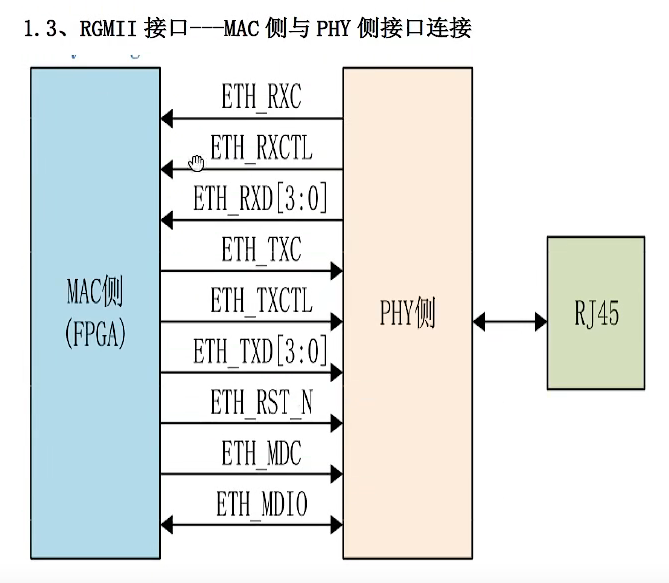 1.3、RGMII 接口---MAC 侧与 PHY 侧接口连接
ETH_RXC
ETH_RXCTL
ETH_RXD[3:0]
ETH_TXC
ETH_TXCTL
ETH_TXD[3:0]
ETH_RST_N
ETH_MDC
ETH_MDIO
MAC侧
(FPGA)
PHY侧
RJ45